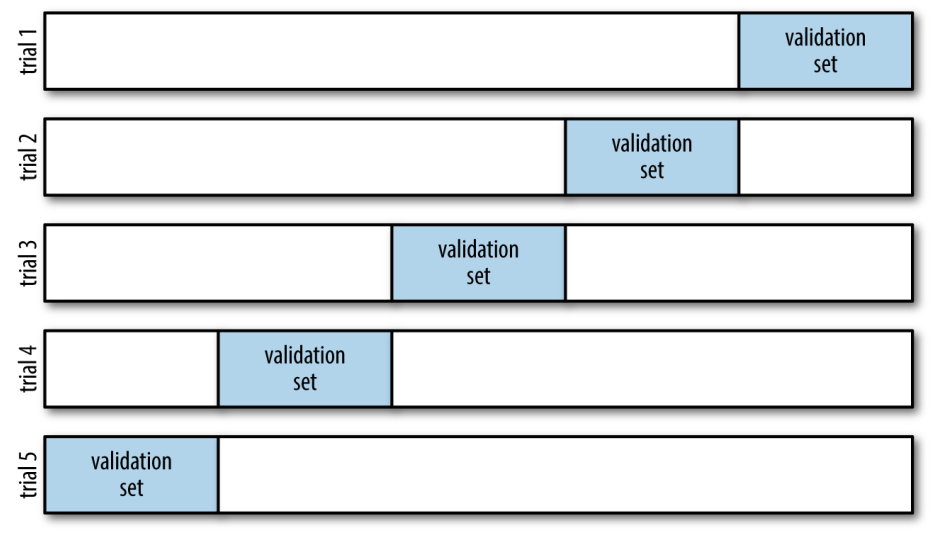 trial 1
validation
set
trial 2
validation
set
trial 3
validation
set
trial 4
validation
set
trial 5
validation
set